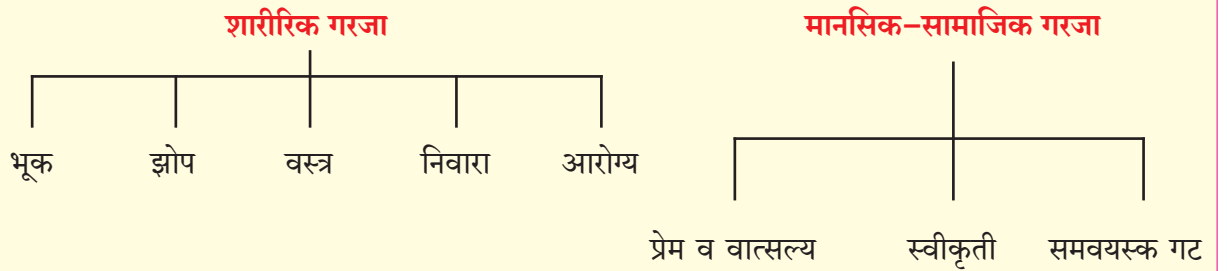 शारीरिक गरजा
मानसिक–सामाजिक गरजा
भूक झोप वस्त्र निवारा आरोग्य
प्रेम व वात्सल्य स्वीकृती समवयस्क गट